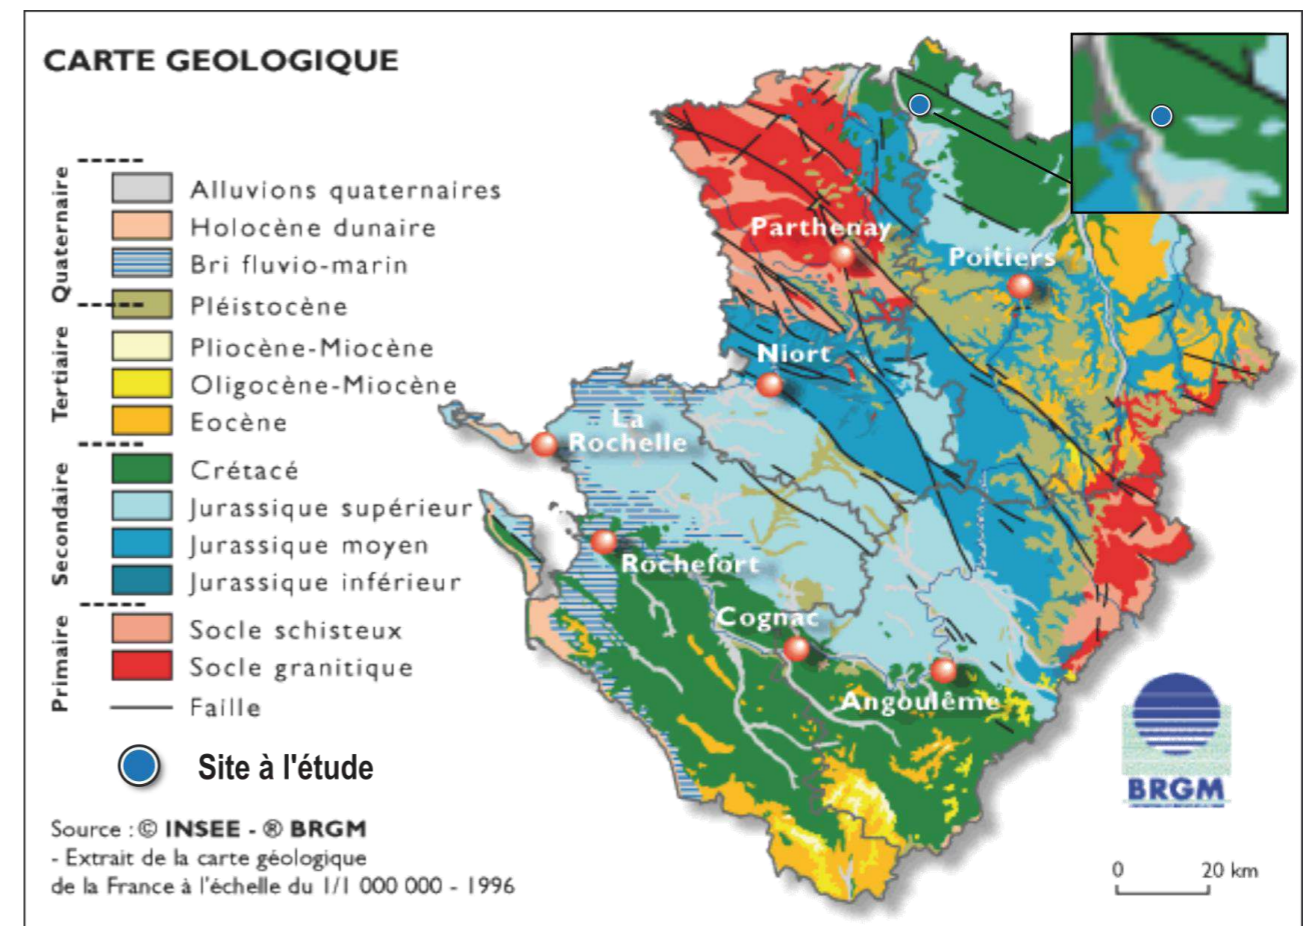 CARTE GEOLOGIQUE
Quaternaire
Alluvions quaternaires
Holocène dunaire
Bri fluvio-marin
Pléistocène
Tertiaire
Pliocène-Miocène
Oligocène-Miocène
Eocène
Secondaire
Crétacé
Jurassique supérieur
Jurassique moyen
Jurassique inférieur
Primaire
Socle schisteux
Socle granitique
Faille
Site à l'étude
Source : © INSEE - ® BRGM
- Extrait de la carte géologique
de la France à l'échelle du 1/1 000 000 - 1996
Parthenay
Poitiers
Niort
La
Rochelle
Rochefort
Cognac
Angoulême
BRGM
0 20 km